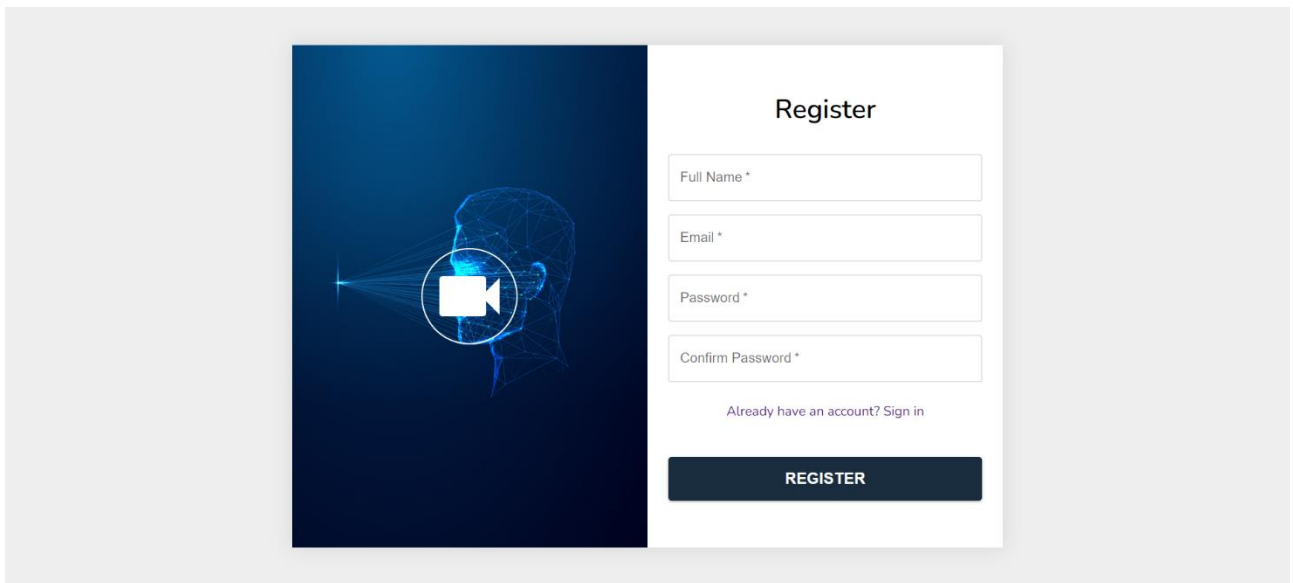 Register
Full Name *
Email *
Password *
Confirm Password *
Already have an account? Sign in
REGISTER